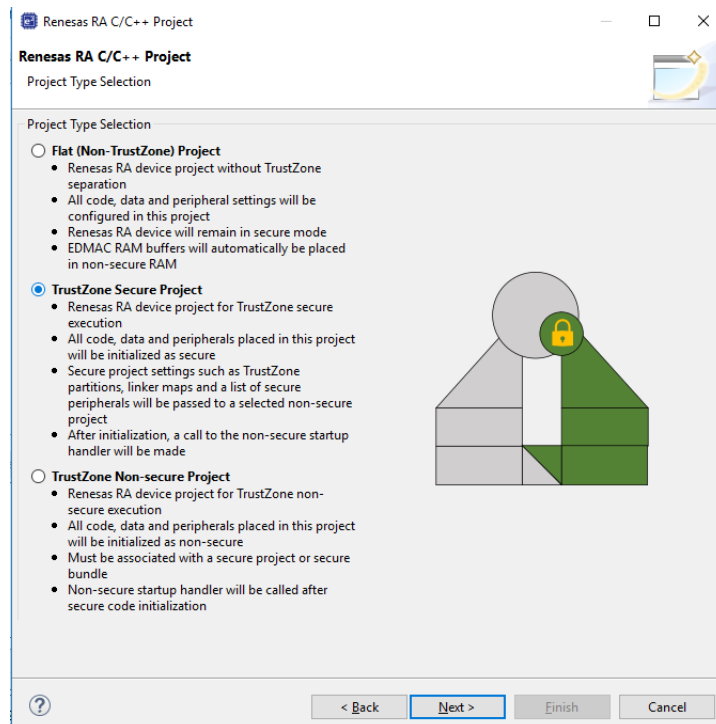 Renesas RA C/C++ Project
Renesas RA C/C++ Project
Project Type Selection
Project Type Selection
Flat (Non-TrustZone) Project
• Renesas RA device project without TrustZone
separation
• All code, data and peripheral settings will be
configured in this project
• Renesas RA device will remain in secure mode
• EDMAC RAM buffers will automatically be placed
in non-secure RAM
TrustZone Secure Project
• Renesas RA device project for TrustZone secure
execution
• All code, data and peripherals placed in this project
will be initialized as secure
• Secure project settings such as TrustZone
partitions, linker maps and a list of secure
peripherals will be passed to a selected non-secure
project
• After initialization, a call to the non-secure startup
handler will be made
TrustZone Non-secure Project
• Renesas RA device project for TrustZone non-
secure execution
• All code, data and peripherals placed in this project
will be initialized as non-secure
• Must be associated with a secure project or secure
bundle
• Non-secure startup handler will be called after
secure code initialization
? < Back Next > Finish Cancel